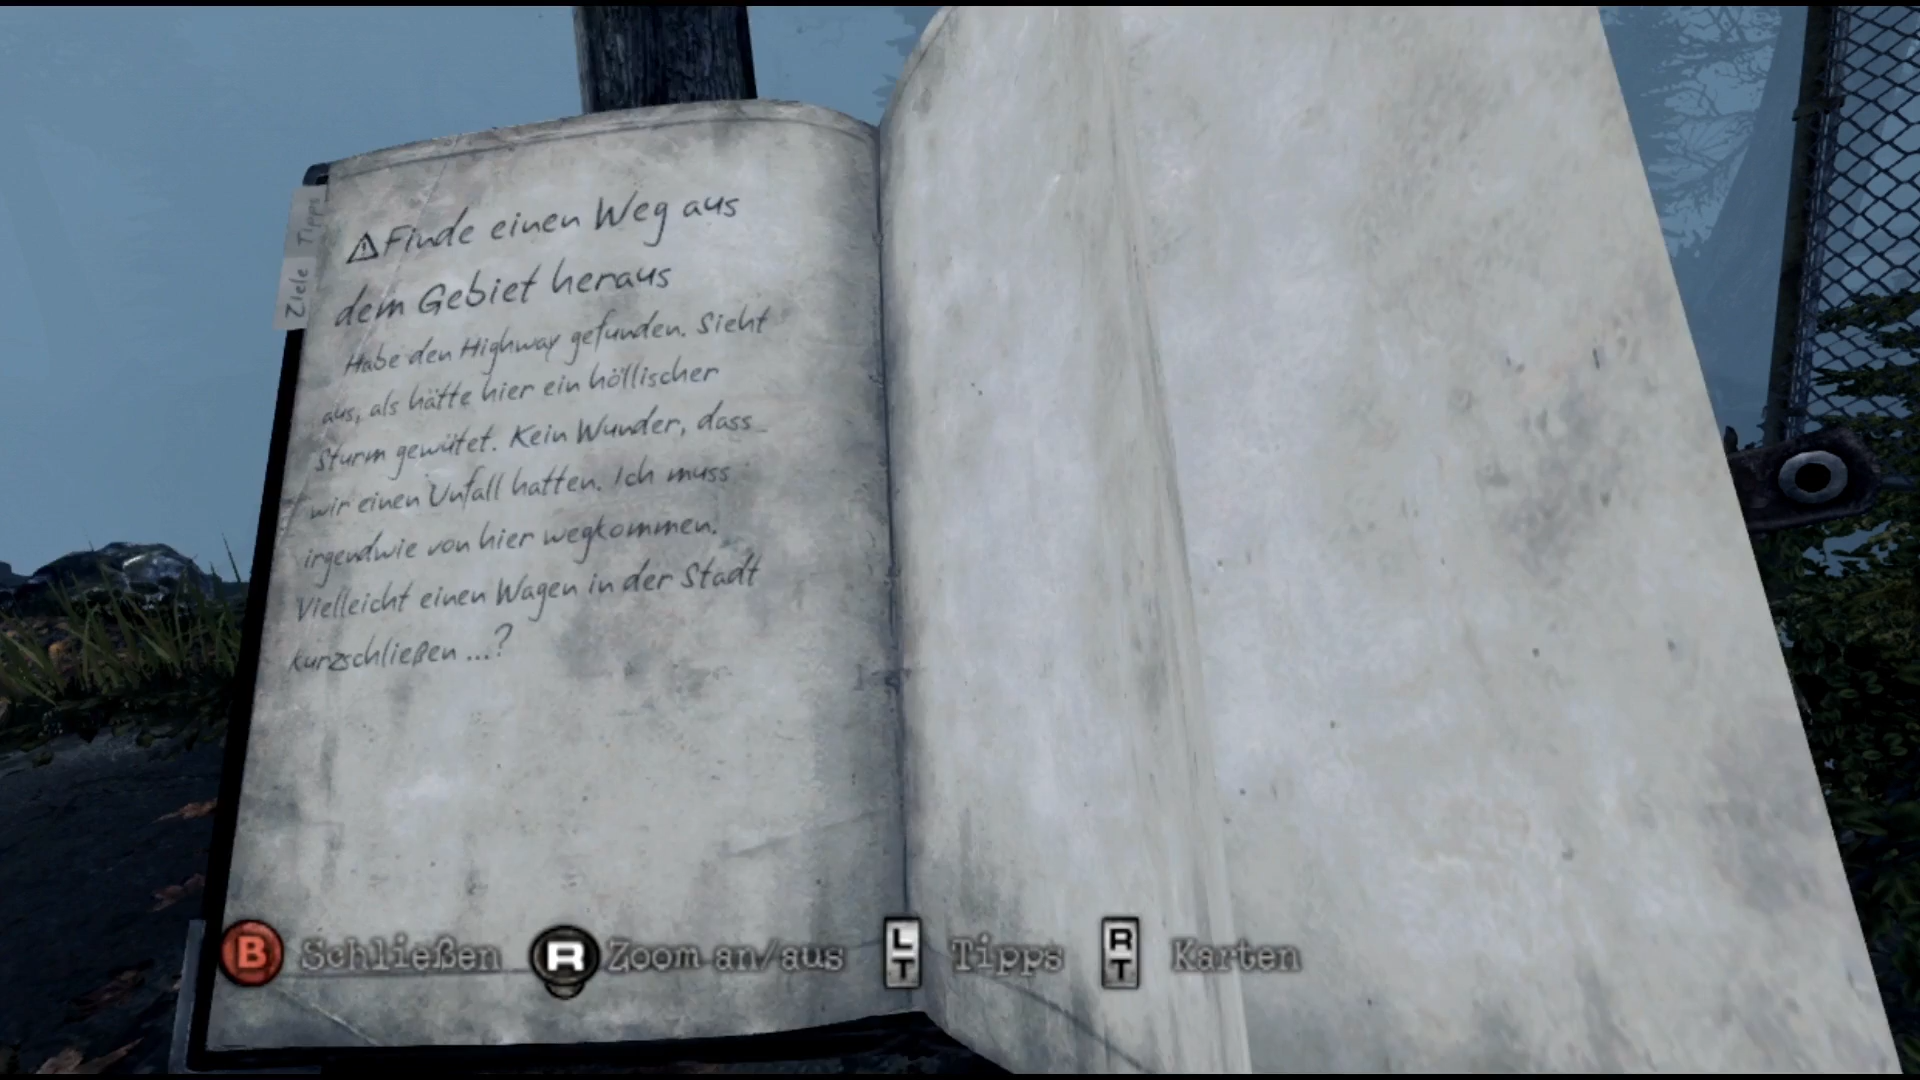 Tipps
Ziele
⚠Finde einen Weg aus
dem Gebiet heraus
Habe den Highway gefunden. Sieht
aus, als hätte hier ein höllischer
Sturm gewütet. Kein Wunder, dass
wir einen Unfall hatten. Ich muss
irgendwie von hier wegkommen.
Vielleicht einen Wagen in der Stadt
kurzschließen ...?
B Schließen R Zoom an/aus LT Tipps RT Karten